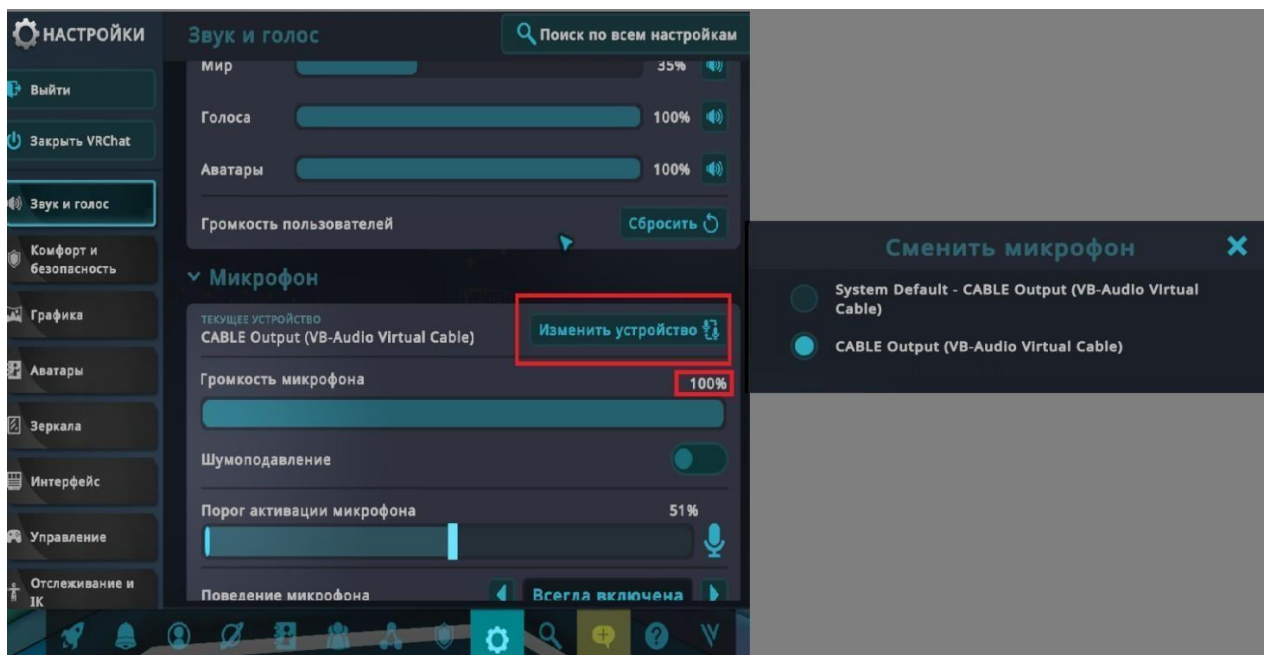 НАСТРОЙКИ
Звук и голос
Поиск по всем настройкам
Выйти
Закрыть VRChat
Звук и голос
Комфорт и
безопасность
Графика
Аватары
Зеркала
Интерфейс
Управление
Отслеживание и
IK
Мир
35%
Голоса
100%
Аватары
100%
Громкость пользователей
Сбросить
Микрофон
ТЕКУЩЕЕ УСТРОЙСТВО
CABLE Output (VB-Audio Virtual Cable)
Изменить устройство
Громкость микрофона
100%
Шумоподавление
Порог активации микрофона
51%
Поведение микрофона
Всегда включена
Сменить микрофон
System Default - CABLE Output (VB-Audio Virtual
Cable)
CABLE Output (VB-Audio Virtual Cable)